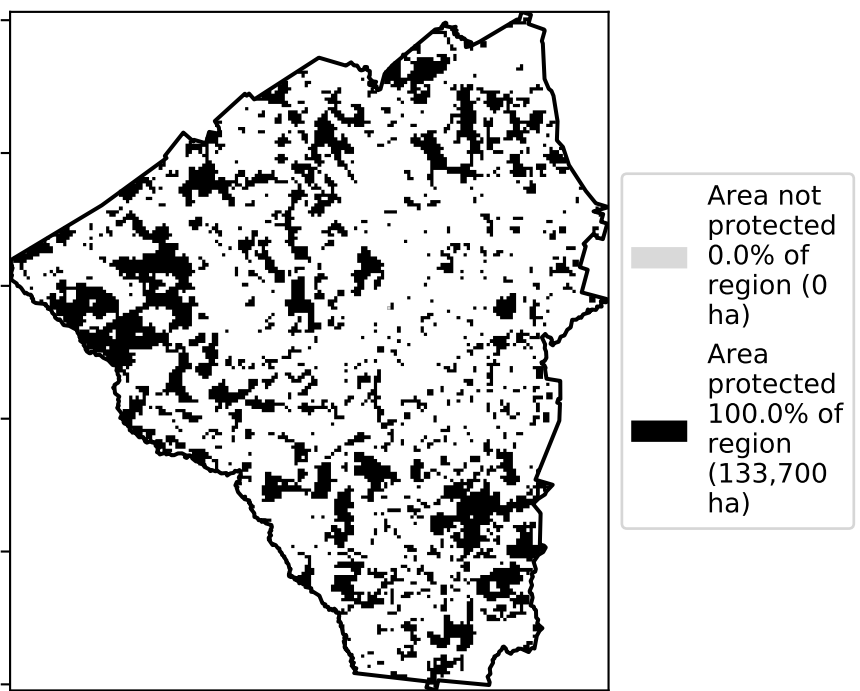 Area not
protected
0.0% of
region (0
ha)
Area
protected
100.0% of
region
(133,700
ha)